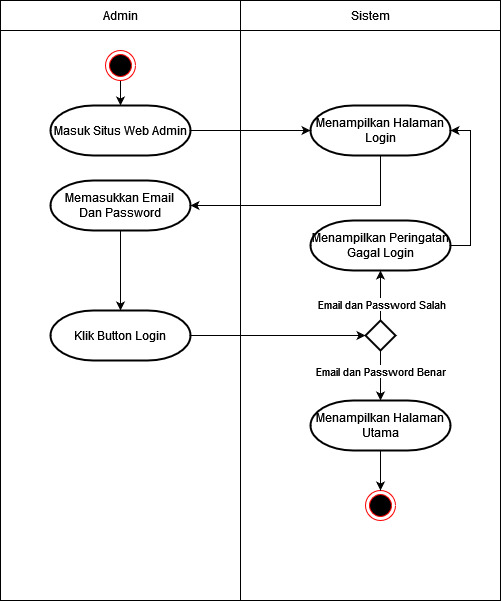 Admin
Sistem
Masuk Situs Web Admin
Menampilkan Halaman
Login
Memasukkan Email
Dan Password
Menampilkan Peringatan
Gagal Login
Email dan Password Salah
Klik Button Login
Email dan Password Benar
Menampilkan Halaman
Utama